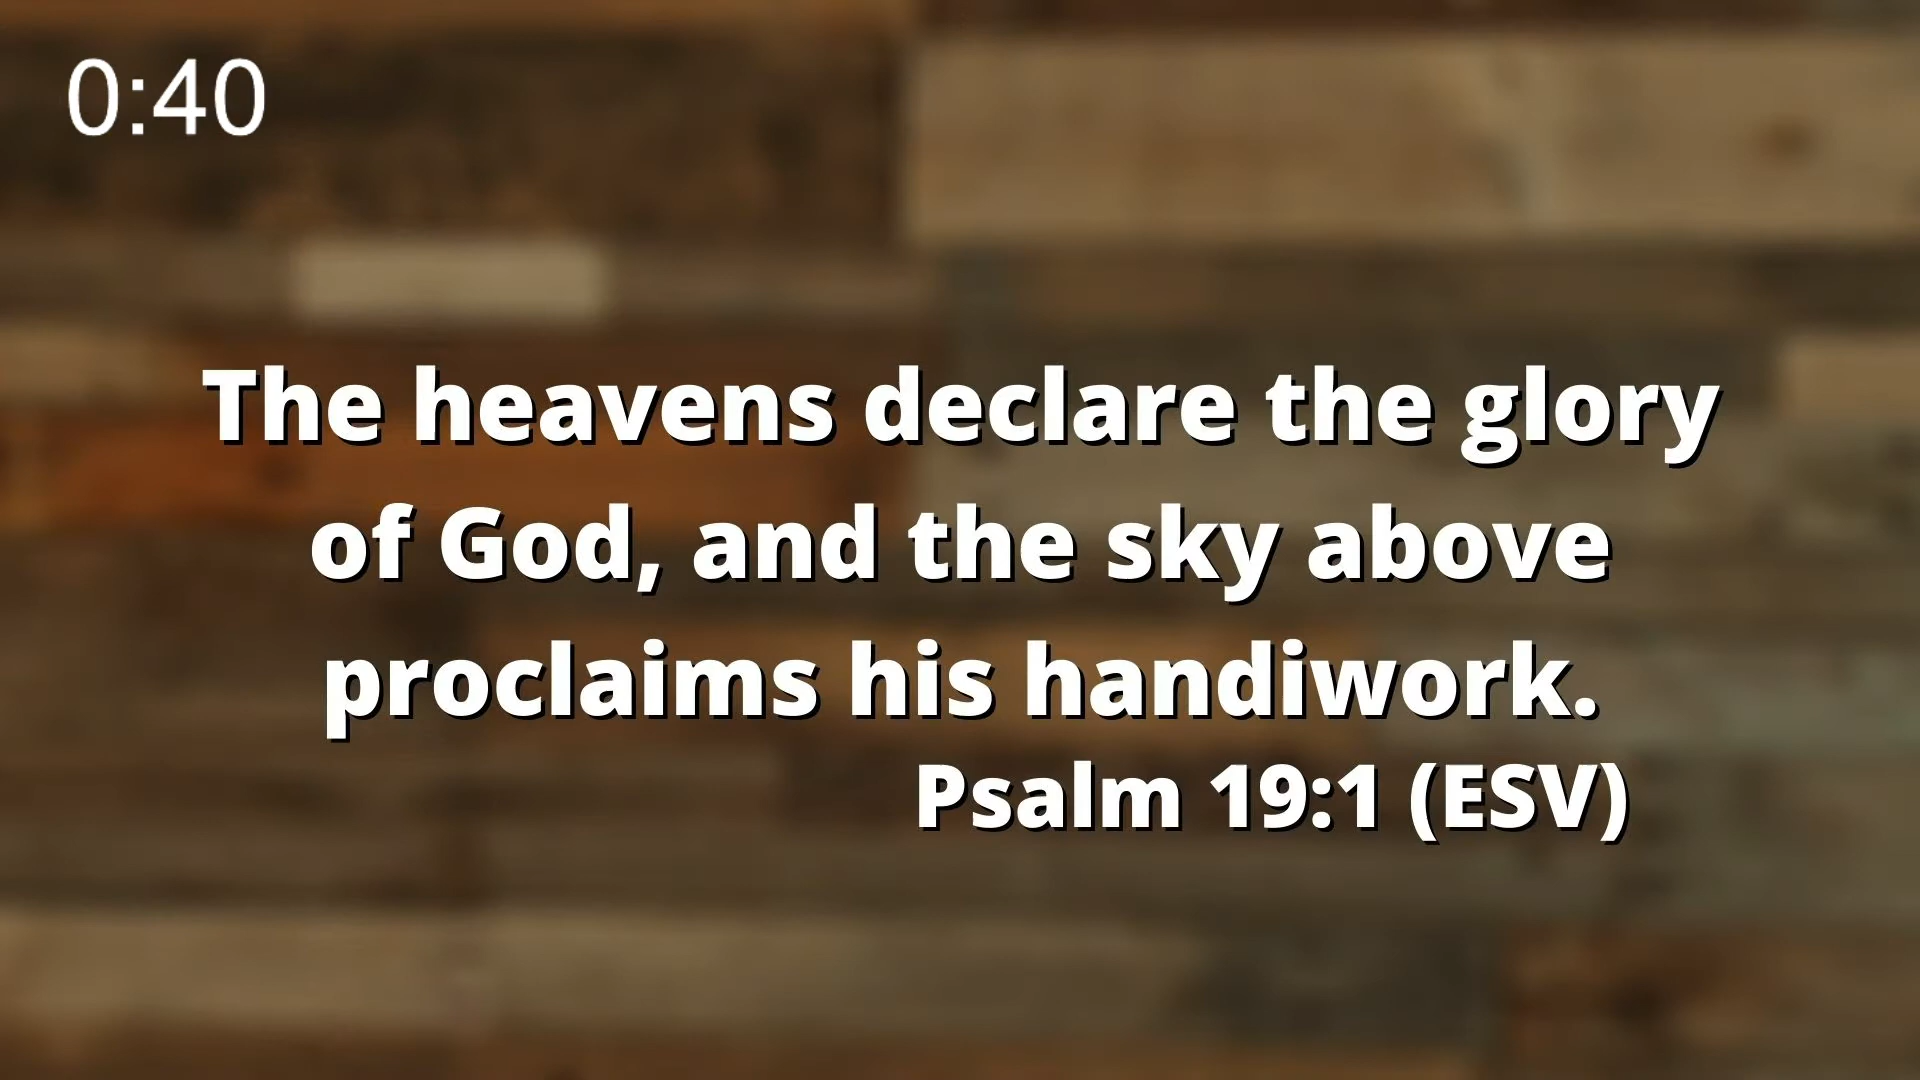 0:40
The heavens declare the glory
of God, and the sky above
proclaims his handiwork.
Psalm 19:1 (ESV)